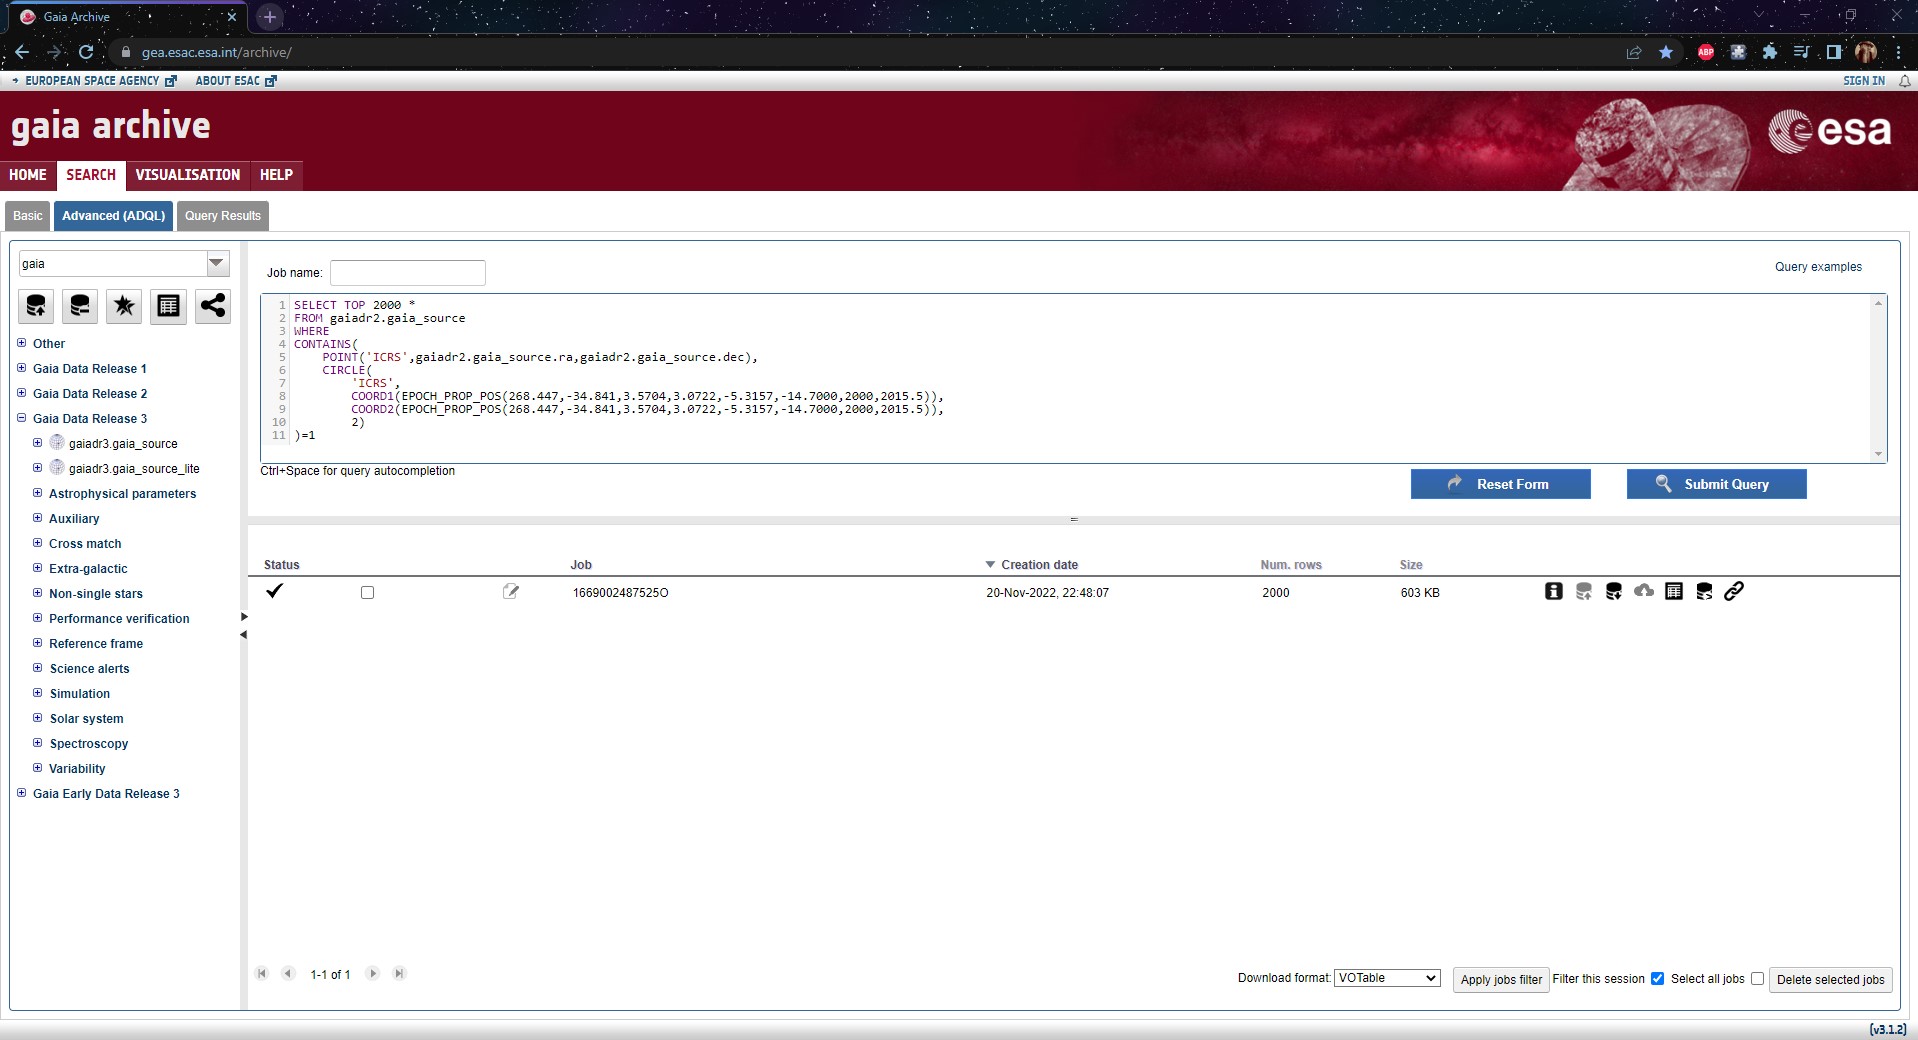 Gaia Archive
gea.esac.esa.int/archive/
ABP
EUROPEAN SPACE AGENCY ABOUT ESAC SIGN IN
gaia archive
esa
HOME SEARCH VISUALISATION HELP
Basic Advanced (ADQL) Query Results
gaia
Other
Gaia Data Release 1
Gaia Data Release 2
Gaia Data Release 3
gaiadr3.gaia_source
gaiadr3.gaia_source_lite
Astrophysical parameters
Auxiliary
Cross match
Extra-galactic
Non-single stars
Performance verification
Reference frame
Science alerts
Simulation
Solar system
Spectroscopy
Variability
Gaia Early Data Release 3
Job name:
Query examples
1 SELECT TOP 2000 *
2 FROM gaiadr2.gaia_source
3 WHERE
4 CONTAINS(
5 POINT('ICRS',gaiadr2.gaia_source.ra,gaiadr2.gaia_source.dec),
6 CIRCLE(
7 'ICRS',
8 COORD1(EPOCH_PROP_POS(268.447,-34.841,3.5704,3.0722,-5.3157,-14.7000,2000,2015.5)),
9 COORD2(EPOCH_PROP_POS(268.447,-34.841,3.5704,3.0722,-5.3157,-14.7000,2000,2015.5)),
10 2)
11 )=1
Ctrl+Space for query autocompletion
Reset Form Submit Query
Status Job Creation date Num. rows Size
1669002487525O 20-Nov-2022, 22:48:07 2000 603 KB
1-1 of 1
Download format: VOTable Apply jobs filter Filter this session Select all jobs Delete selected jobs
(v3.1.2)